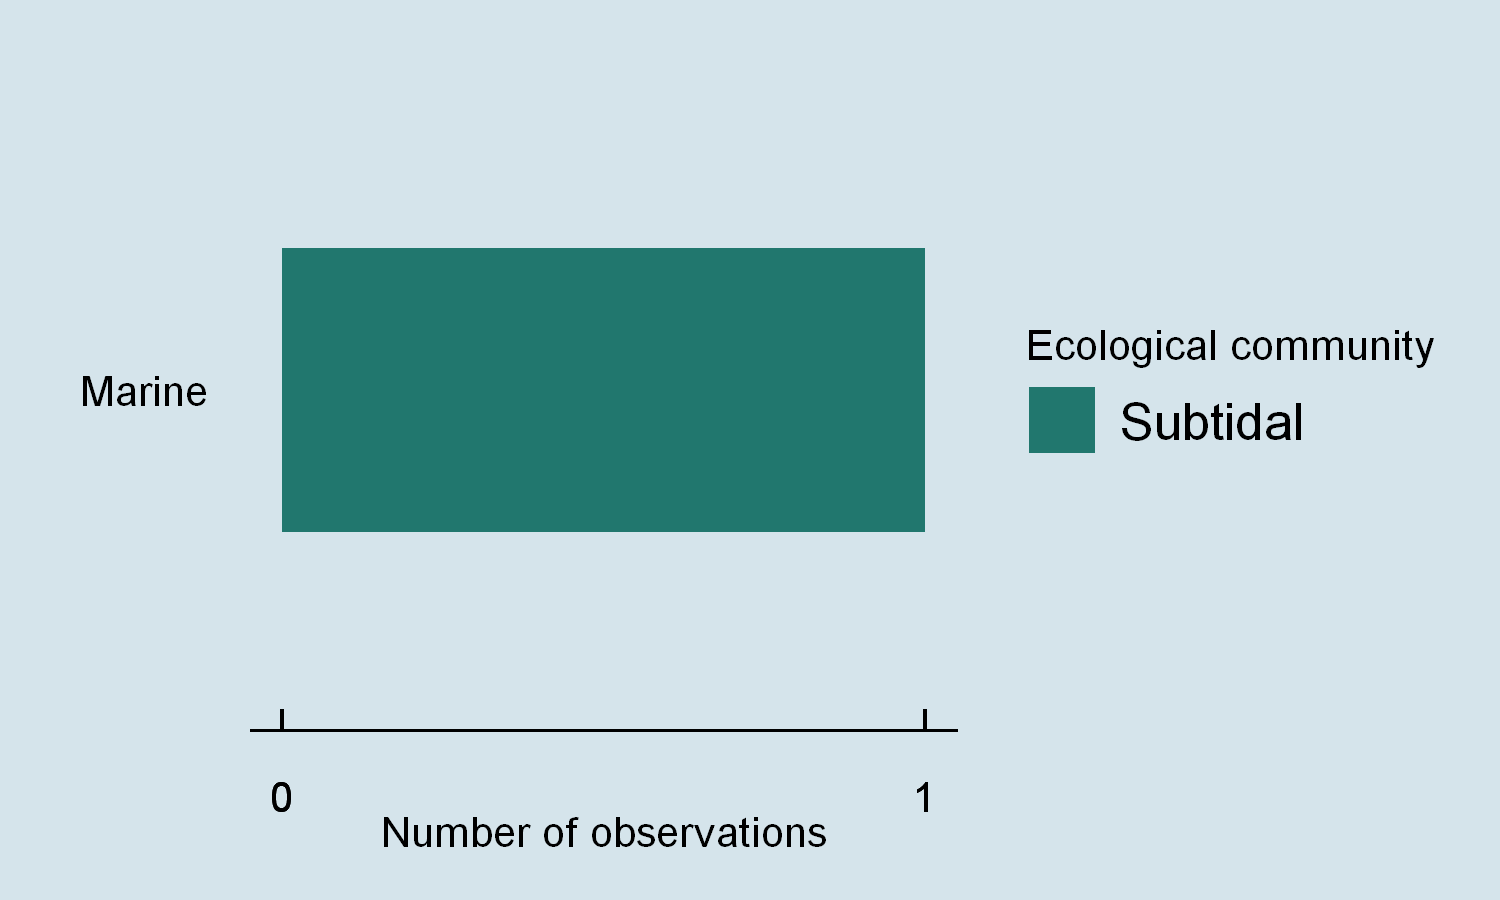 Marine
Ecological community
Subtidal
0
1
Number of observations